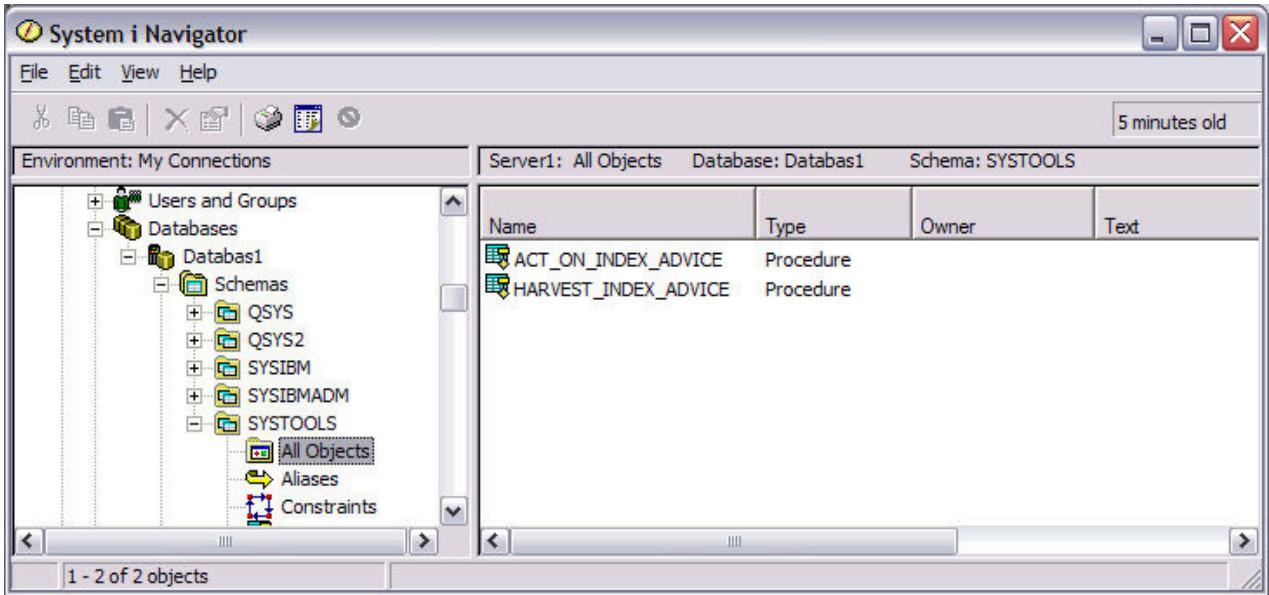 System i Navigator
File Edit View Help
5 minutes old
Environment: My Connections
Server1: All Objects Database: Databas1 Schema: SYSTOOLS
Users and Groups
Databases
Databas1
Schemas
QSYS
QSYS2
SYSIBM
SYSIBMADM
SYSTOOLS
All Objects
Aliases
Constraints
Name Type Owner Text
ACT_ON_INDEX_ADVICE Procedure
HARVEST_INDEX_ADVICE Procedure
1 - 2 of 2 objects